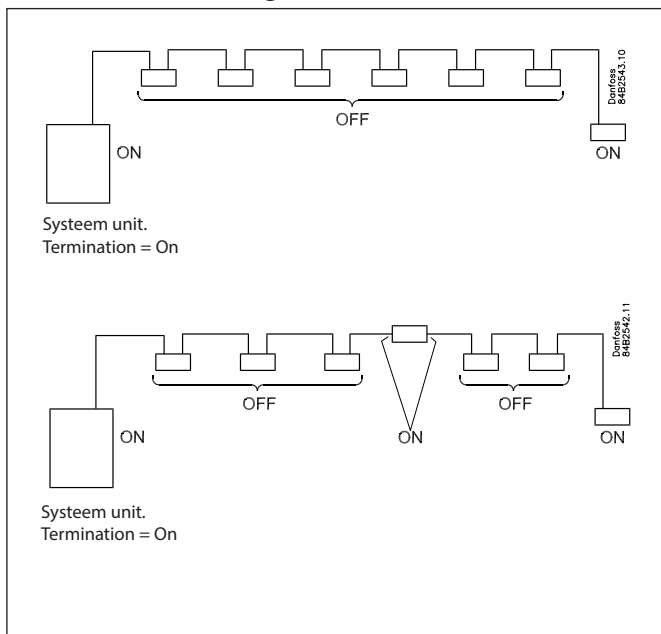 Danfoss
84B2543.10
OFF
ON
ON
Systeem unit.
Termination = On
Danfoss
84B2542.11
OFF
OFF
ON
ON
ON
Systeem unit.
Termination = On